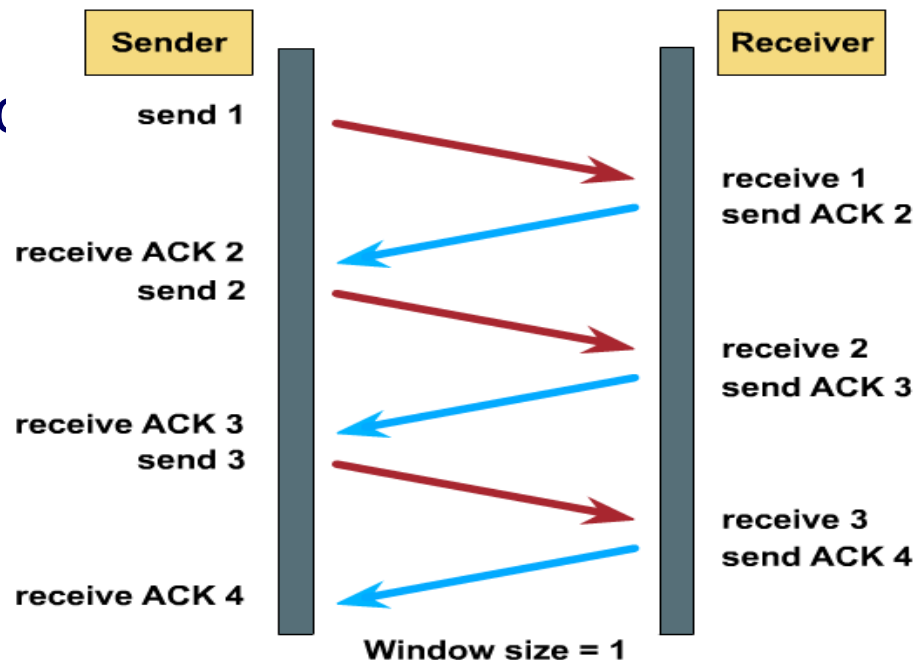 Sender
Receiver
send 1
receive 1
send ACK 2
receive ACK 2
send 2
receive 2
send ACK 3
receive ACK 3
send 3
receive 3
send ACK 4
receive ACK 4
Window size = 1